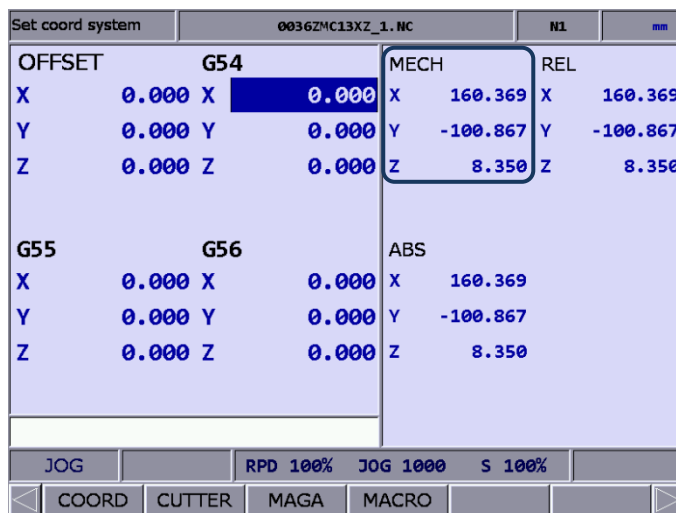 Set coord system 0036ZMC13XZ_1.NC N1 mm
OFFSET G54 MECH REL
X 0.000 X 0.000 X 160.369 X 160.369
Y 0.000 Y 0.000 Y -100.867 Y -100.867
Z 0.000 Z 0.000 Z 8.350 Z 8.350
G55 G56 ABS
X 0.000 X 0.000 X 160.369
Y 0.000 Y 0.000 Y -100.867
Z 0.000 Z 0.000 Z 8.350
JOG RPD 100% JOG 1000 S 100%
COORD CUTTER MAGA MACRO